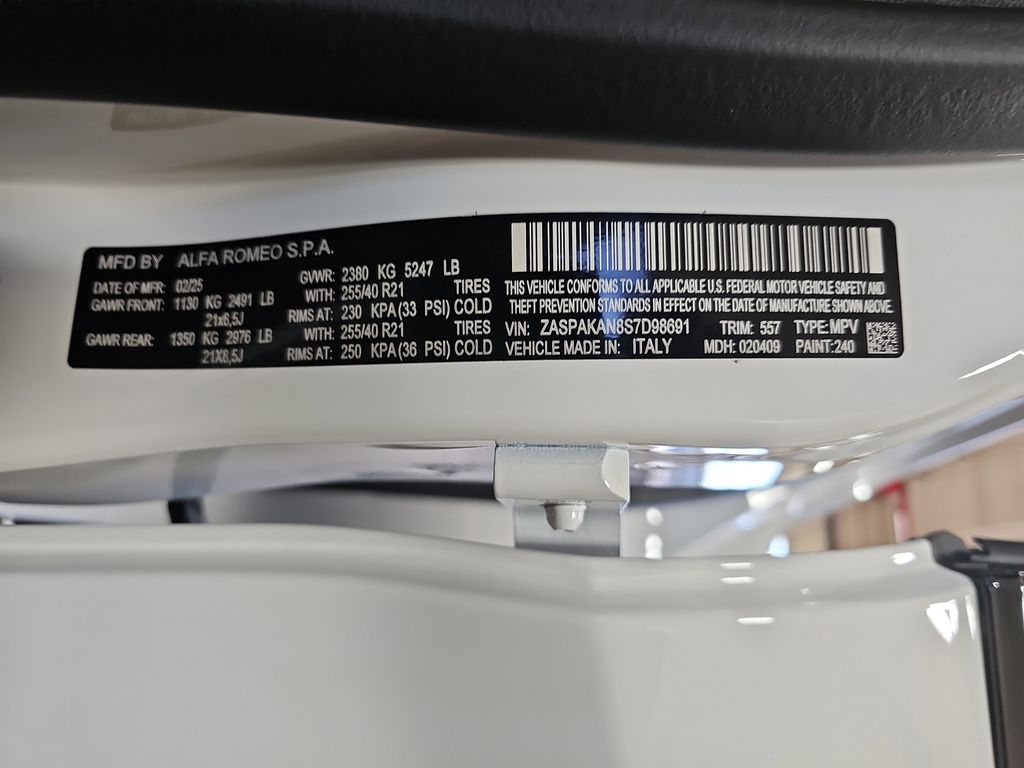 MFD BY ALFA ROMEO S.P.A.
DATE OF MFR: 02/25 GVWR: 2380 KG 5247 LB
GAWR FRONT: 1130 KG 2491 LB WITH: 255/40 R21 TIRES
21x8,5J RIMS AT: 230 KPA(33 PSI) COLD
GAWR REAR: 1350 KG 2976 LB WITH: 255/40 R21 TIRES
21X8,5J RIMS AT: 250 KPA(36 PSI) COLD
THIS VEHICLE CONFORMS TO ALL APPLICABLE U.S. FEDERAL MOTOR VEHICLE SAFETY AND
THEFT PREVENTION STANDARDS IN EFFECT ON THE DATE OF MANUFACTURE SHOWN ABOVE.
VIN: ZASPAKAN8S7D98691 TRIM: 557 TYPE: MPV
VEHICLE MADE IN: ITALY MDH: 020409 PAINT:240